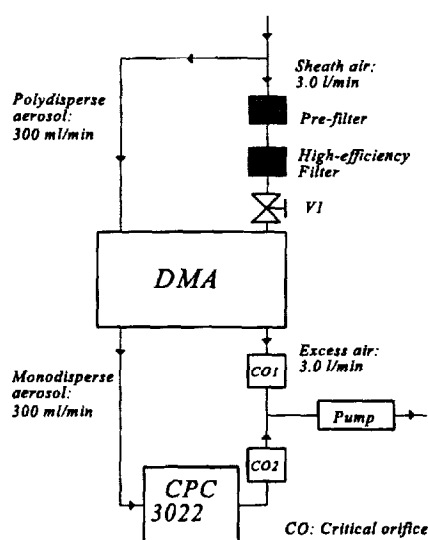 Sheath air:
3.0 l/min
Polydisperse
aerosol:
300 ml/min
Pre-filter
High-efficiency
Filter
V1
DMA
Excess air:
3.0 l/min
CO1
Monodisperse
aerosol:
300 ml/min
Pump
CO2
CPC
3022
CO: Critical orifice